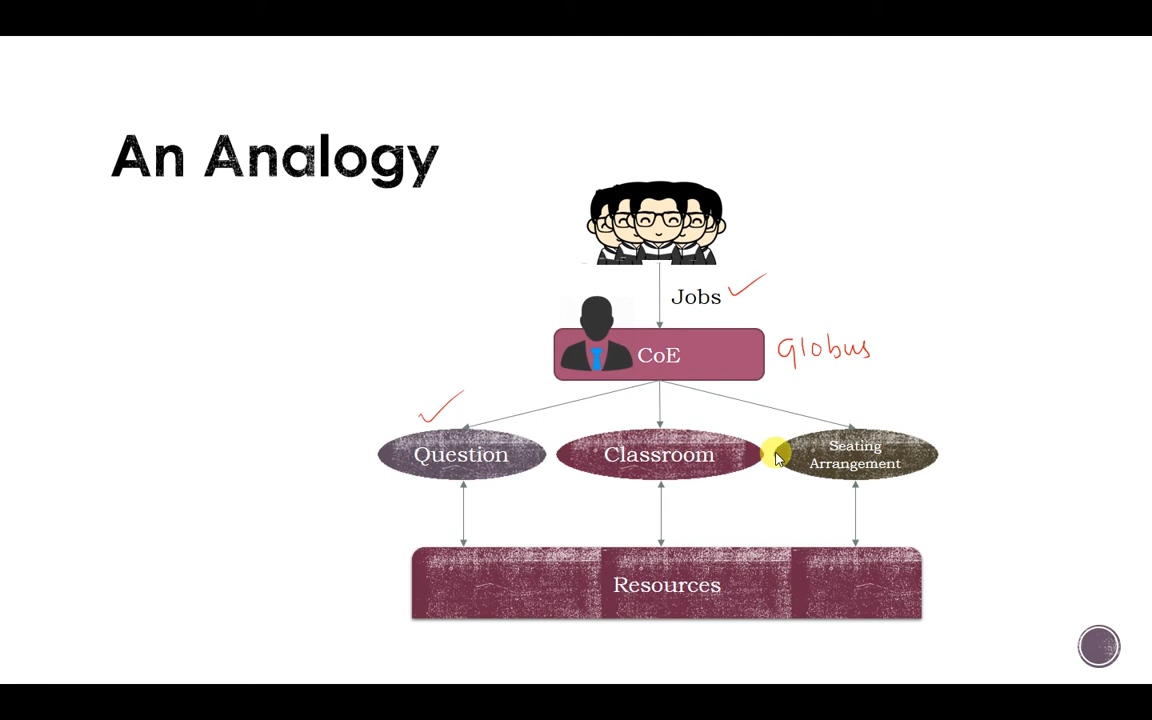 An Analogy
Jobs
CoE
Globus
Question
Classroom
Seating
Arrangement
Resources